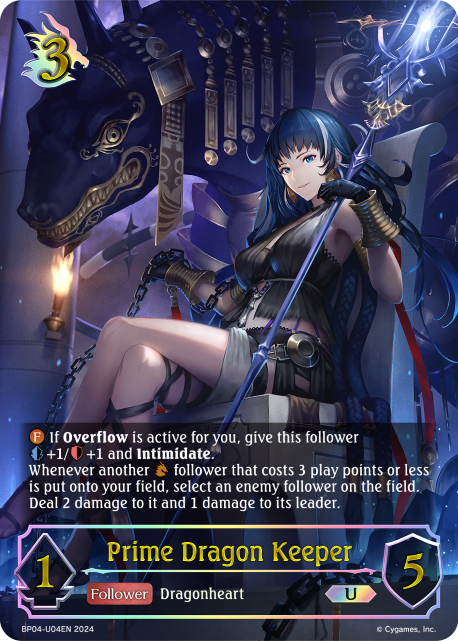 3
F If Overflow is active for you, give this follower
+1/ +1 and Intimidate.
Whenever another follower that costs 3 play points or less
is put onto your field, select an enemy follower on the field.
Deal 2 damage to it and 1 damage to its leader.
Prime Dragon Keeper
1
5
Follower Dragonheart
U
BP04-U04EN 2024
© Cygames, Inc.